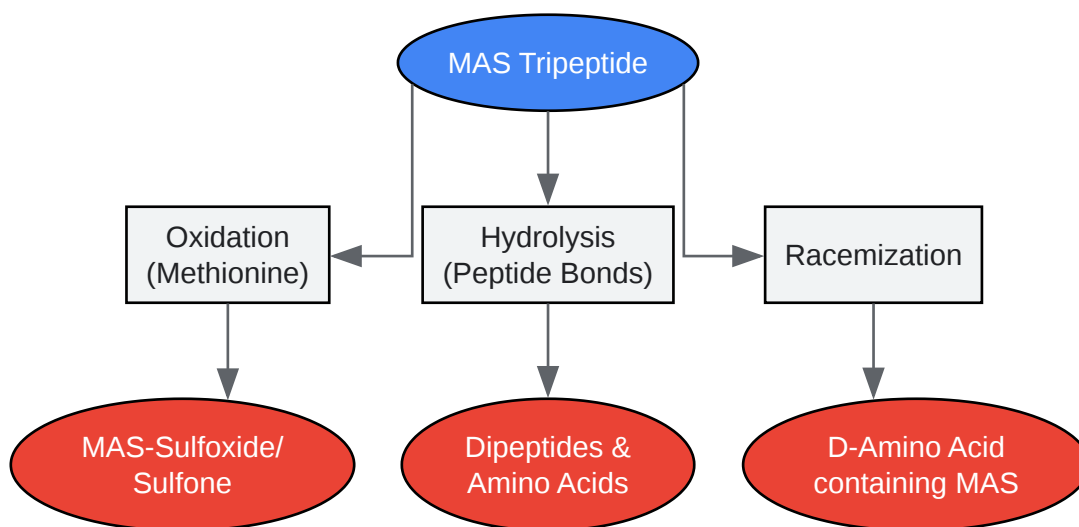 MAS Tripeptide
Oxidation
(Methionine)
Hydrolysis
(Peptide Bonds)
Racemization
MAS-Sulfoxide/
Sulfone
Dipeptides &
Amino Acids
D-Amino Acid
containing MAS